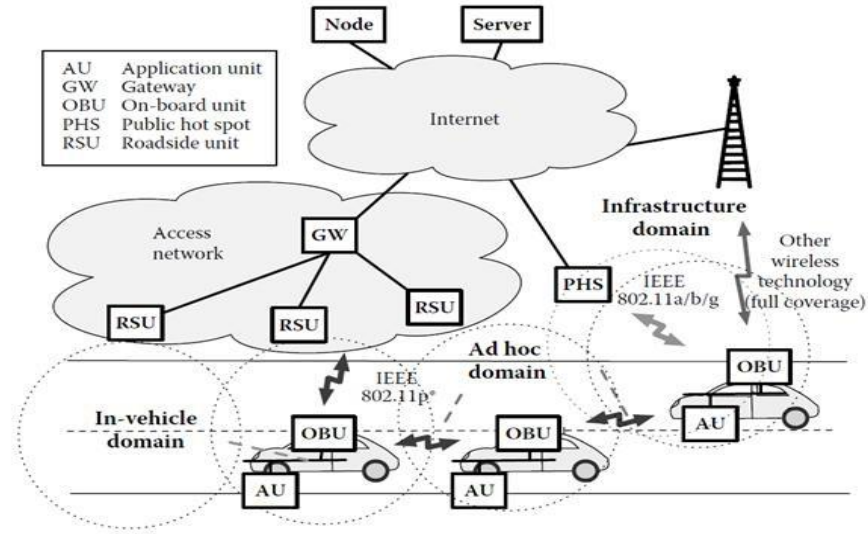 Node
Server
AU Application unit
GW Gateway
OBU On-board unit
PHS Public hot spot
RSU Roadside unit
Internet
Infrastructure
domain
Access
network
GW
Other
wireless
technology
(full coverage)
PHS
IEEE
802.11a/b/g
RSU
RSU
RSU
Ad hoc
domain
IEEE
802.11p*
OBU
In-vehicle
domain
OBU
OBU
AU
AU
AU